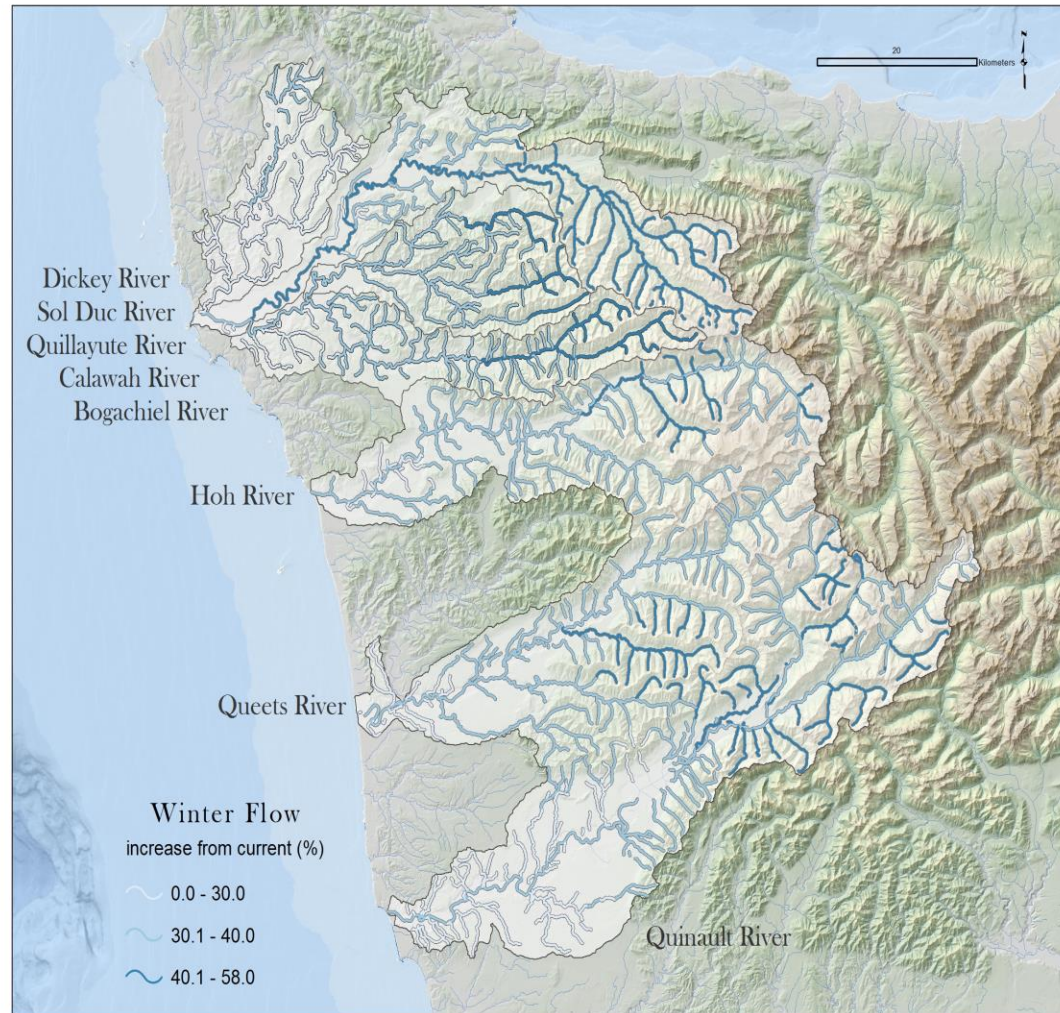 20
Kilometers
N
Dickey River
Sol Duc River
Quillayute River
Calawah River
Bogachiel River
Hoh River
Queets River
Quinault River
Winter Flow
increase from current (%)
0.0 - 30.0
30.1 - 40.0
40.1 - 58.0